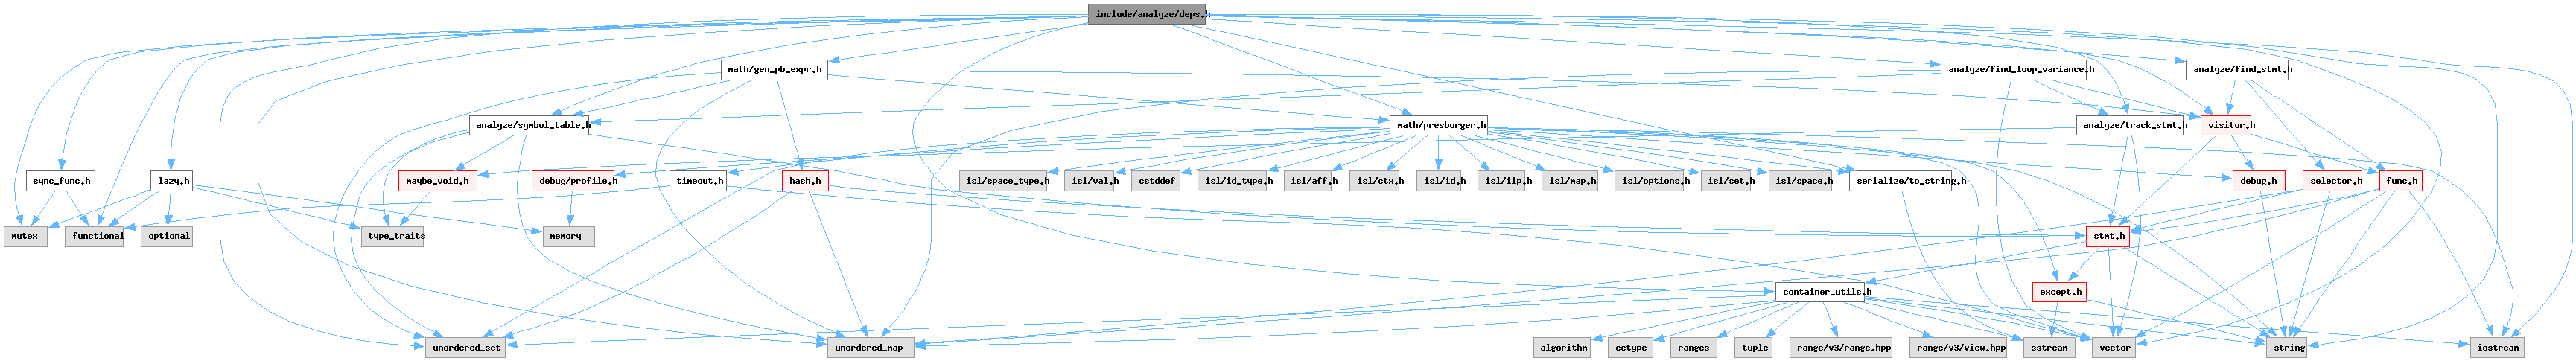 include/analyze/deps.h
math/gen_pb_expr.h
analyze/find_loop_variance.h
analyze/find_stmt.h
analyze/symbol_table.h
math/presburger.h
analyze/track_stmt.h
visitor.h
sync_func.h
lazy.h
maybe_void.h
debug/profile.h
timeout.h
hash.h
isl/space_type.h
isl/val.h
cstddef
isl/id_type.h
isl/aff.h
isl/ctx.h
isl/id.h
isl/ilp.h
isl/map.h
isl/options.h
isl/set.h
isl/space.h
serialize/to_string.h
debug.h
selector.h
func.h
mutex
functional
optional
type_traits
memory
stmt.h
container_utils.h
except.h
unordered_set
unordered_map
algorithm
cctype
ranges
tuple
range/v3/range.hpp
range/v3/view.hpp
sstream
vector
string
iostream